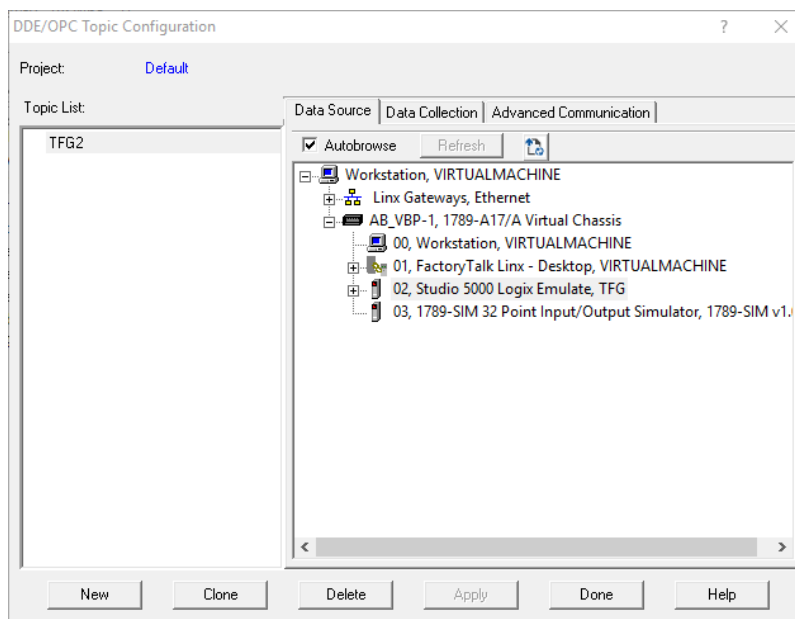 DDE/OPC Topic Configuration
Project: Default
Topic List:
TFG2
Data Source Data Collection Advanced Communication
Autobrowse Refresh
Workstation, VIRTUALMACHINE
Linx Gateways, Ethernet
AB_VBP-1, 1789-A17/A Virtual Chassis
00, Workstation, VIRTUALMACHINE
01, FactoryTalk Linx - Desktop, VIRTUALMACHINE
02, Studio 5000 Logix Emulate, TFG
03, 1789-SIM 32 Point Input/Output Simulator, 1789-SIM v1.
New Clone Delete Apply Done Help